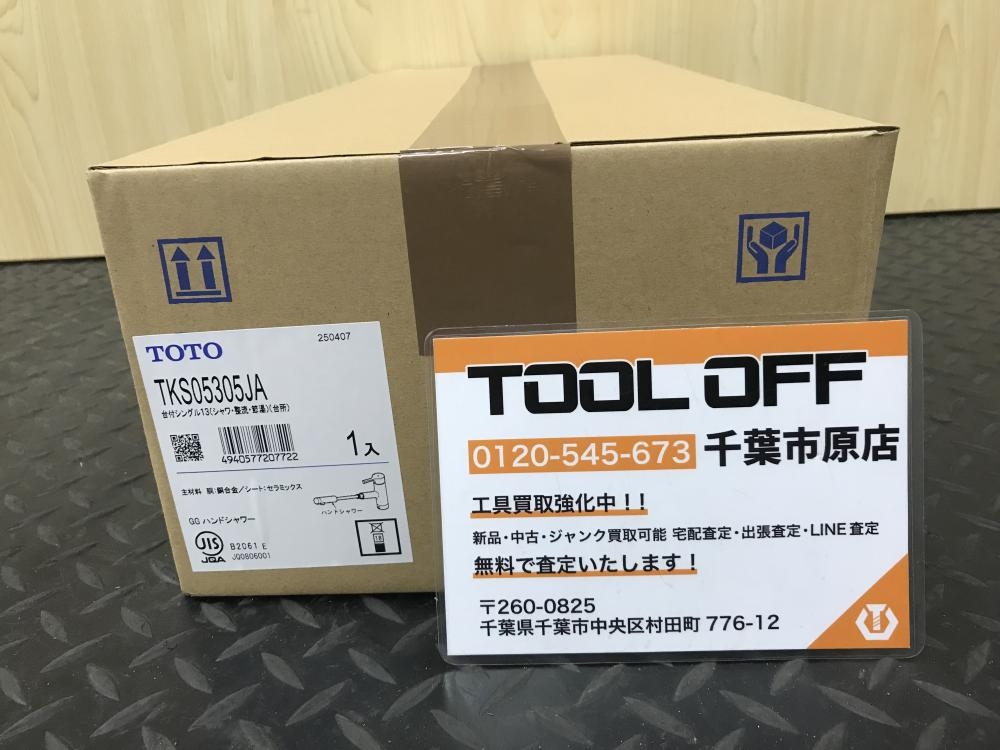 TOTO
250407
TKS05305JA
台付シングル13(シャワ・整流・節湯)(台所)
4940577207722
1入
主材料 胴:銅合金/シート:セラミックス
ハンドシャワー
GG ハンドシャワー
JIS
JQA
B2061 E
JQ0806001
18
TOOL OFF
0120-545-673 千葉市原店
工具買取強化中!!
新品・中古・ジャンク買取可能 宅配査定・出張査定・LINE査定
無料で査定いたします!
〒260-0825
千葉県千葉市中央区村田町 776-12